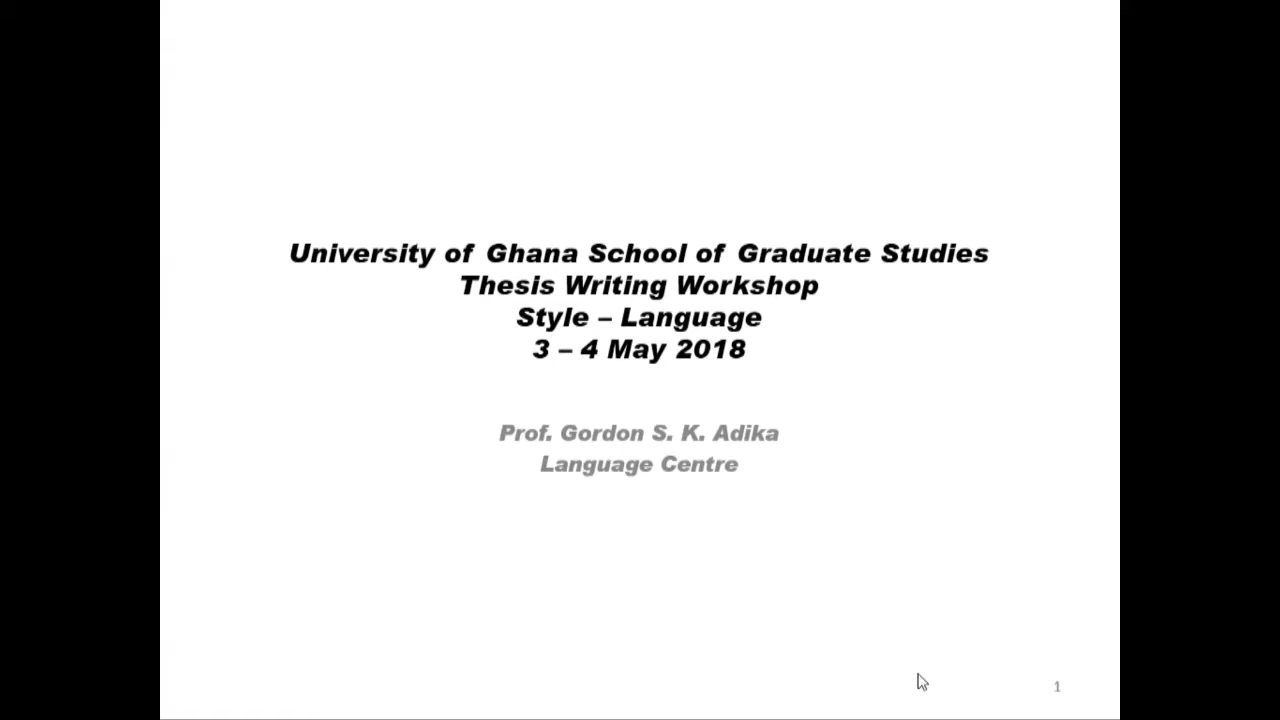 University of Ghana School of Graduate Studies
Thesis Writing Workshop
Style – Language
3 – 4 May 2018
Prof. Gordon S. K. Adika
Language Centre
1